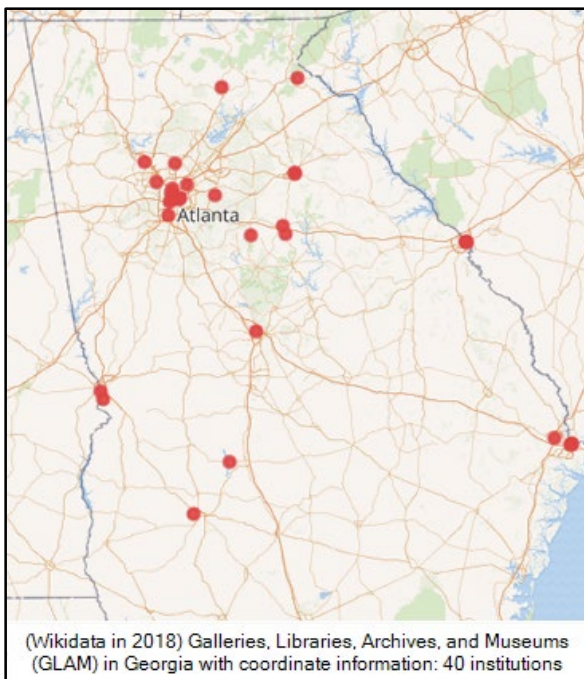 Atlanta
(Wikidata in 2018) Galleries, Libraries, Archives, and Museums
(GLAM) in Georgia with coordinate information: 40 institutions